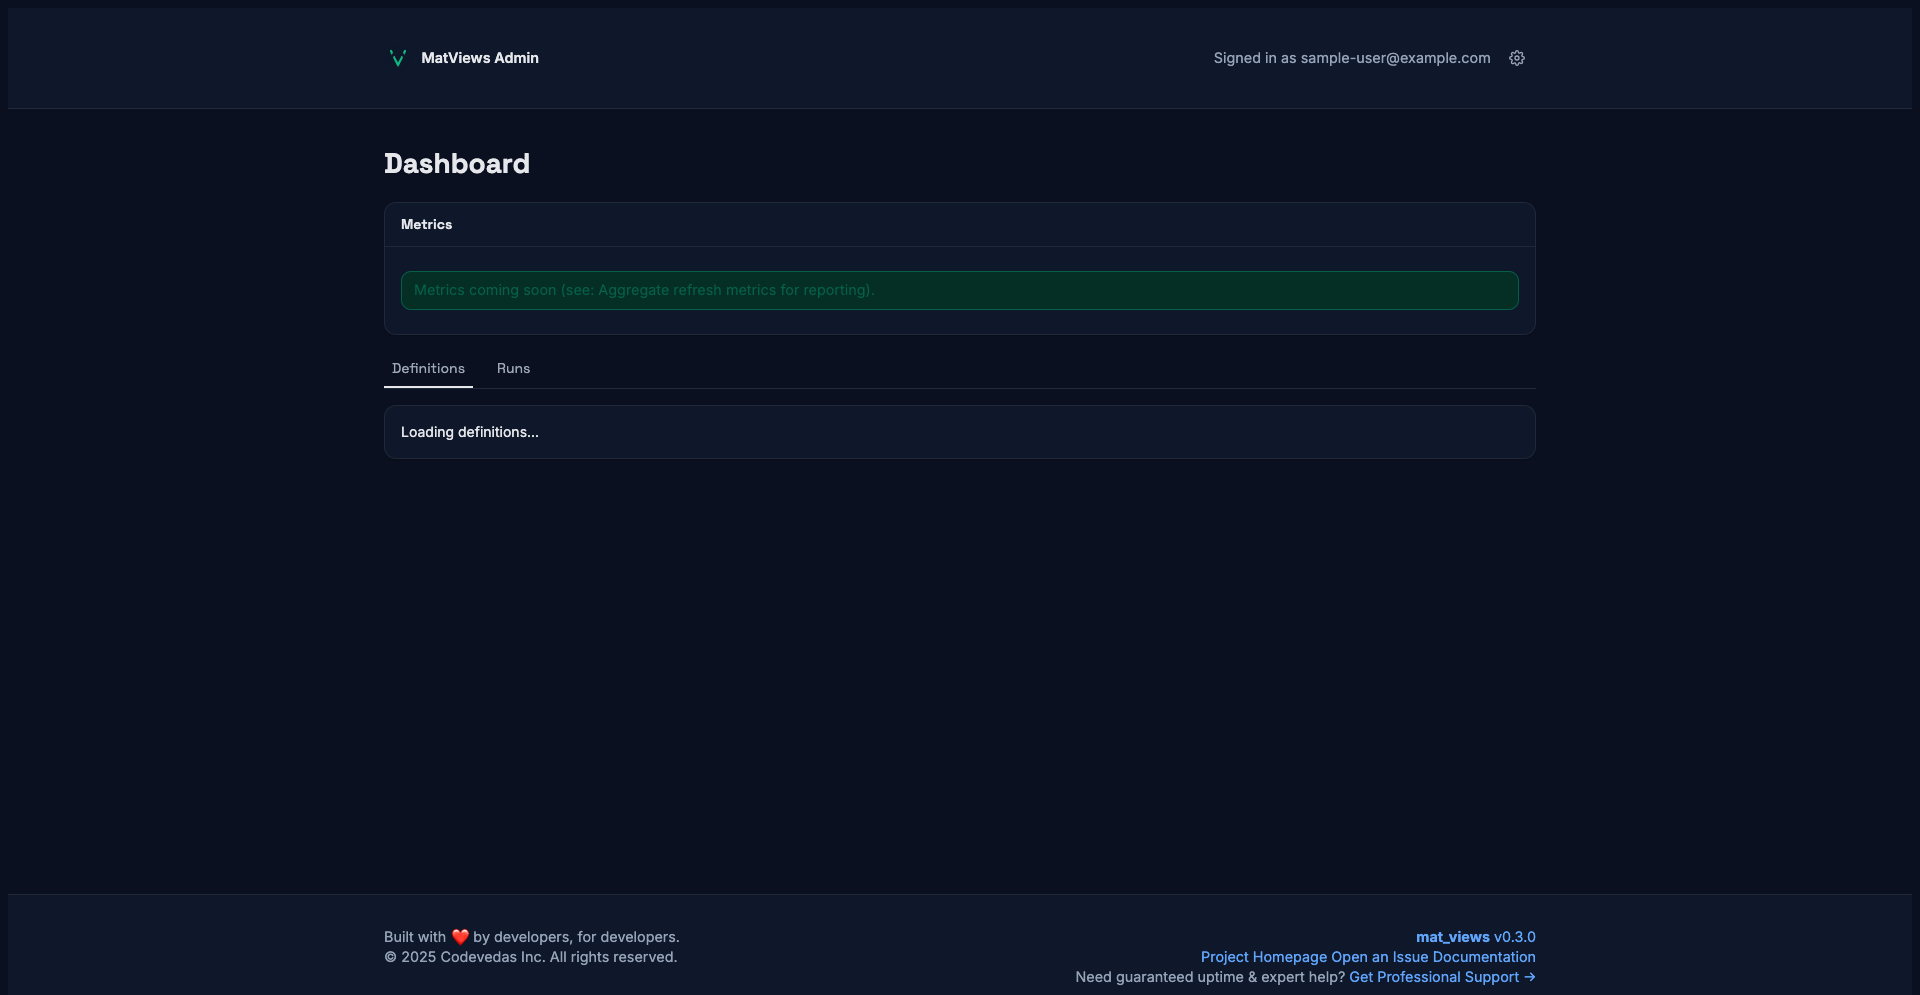 MatViews Admin
Signed in as sample-user@example.com
Dashboard
Metrics
Metrics coming soon (see: Aggregate refresh metrics for reporting).
Definitions
Runs
Loading definitions...
Built with ❤️ by developers, for developers.
© 2025 Codevedas Inc. All rights reserved.
mat_views v0.3.0
Project Homepage Open an Issue Documentation
Need guaranteed uptime & expert help? Get Professional Support →